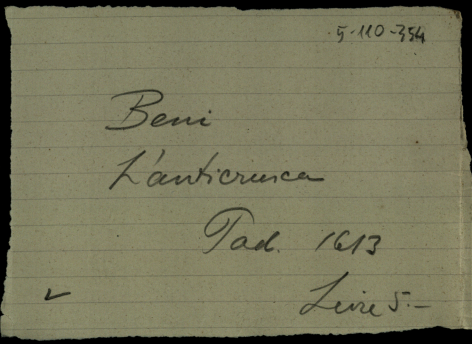 5-110-354
Beni
L'anticrusca
Pad. 1613
Lire 5.-